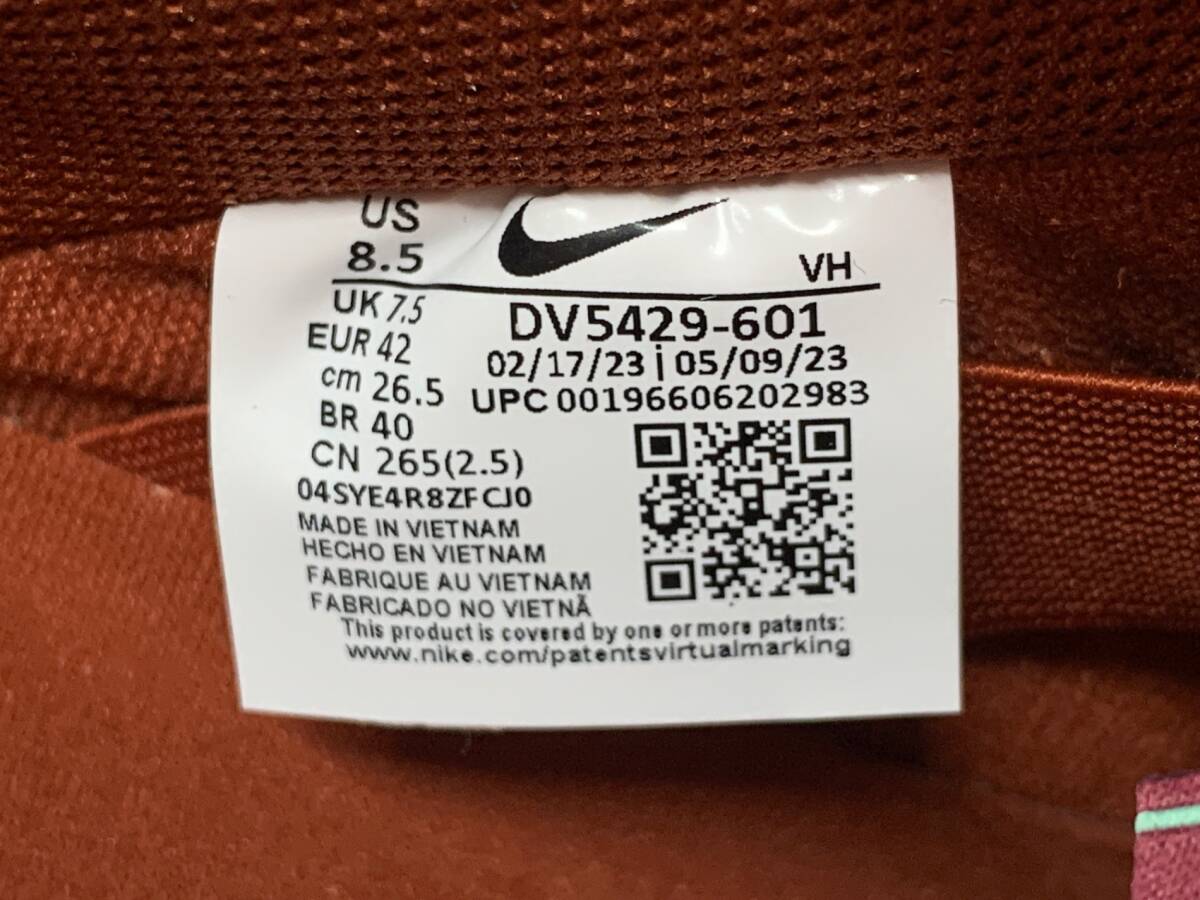 US
8.5
VH
UK 7,5
EUR 42
cm 26.5
BR 40
CN 265(2.5)
DV5429-601
02/17/23 | 05/09/23
UPC 00196606202983
04SYE4R8ZFCJ0
MADE IN VIETNAM
HECHO EN VIETNAM
FABRIQUE AU VIETNAM
FABRICADO NO VIETNÃ
This product is covered by one or more patents:
www.nike.com/patentsvirtualmarking